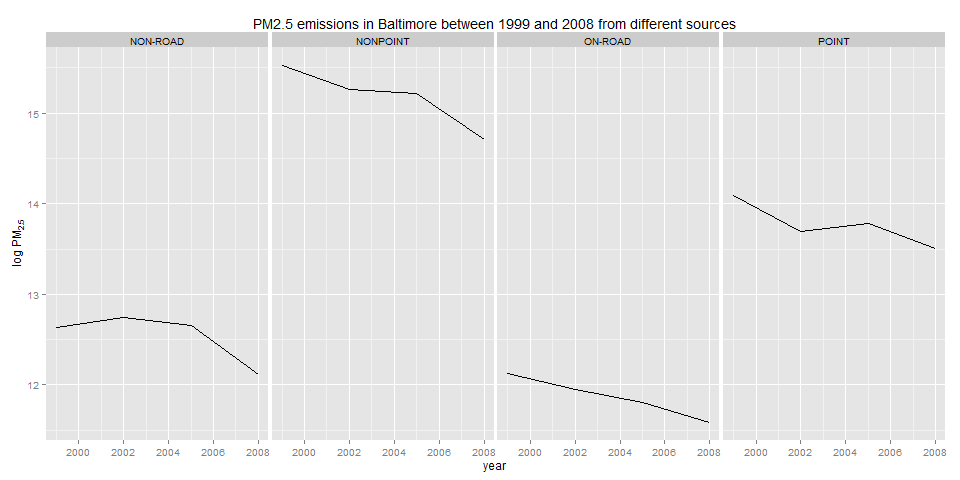 PM2.5 emissions in Baltimore between 1999 and 2008 from different sources
NON-ROAD NONPOINT ON-ROAD POINT
15
14
13
12
log PM2.5
2000 2002 2004 2006 2008 2000 2002 2004 2006 2008 2000 2002 2004 2006 2008 2000 2002 2004 2006 2008
year